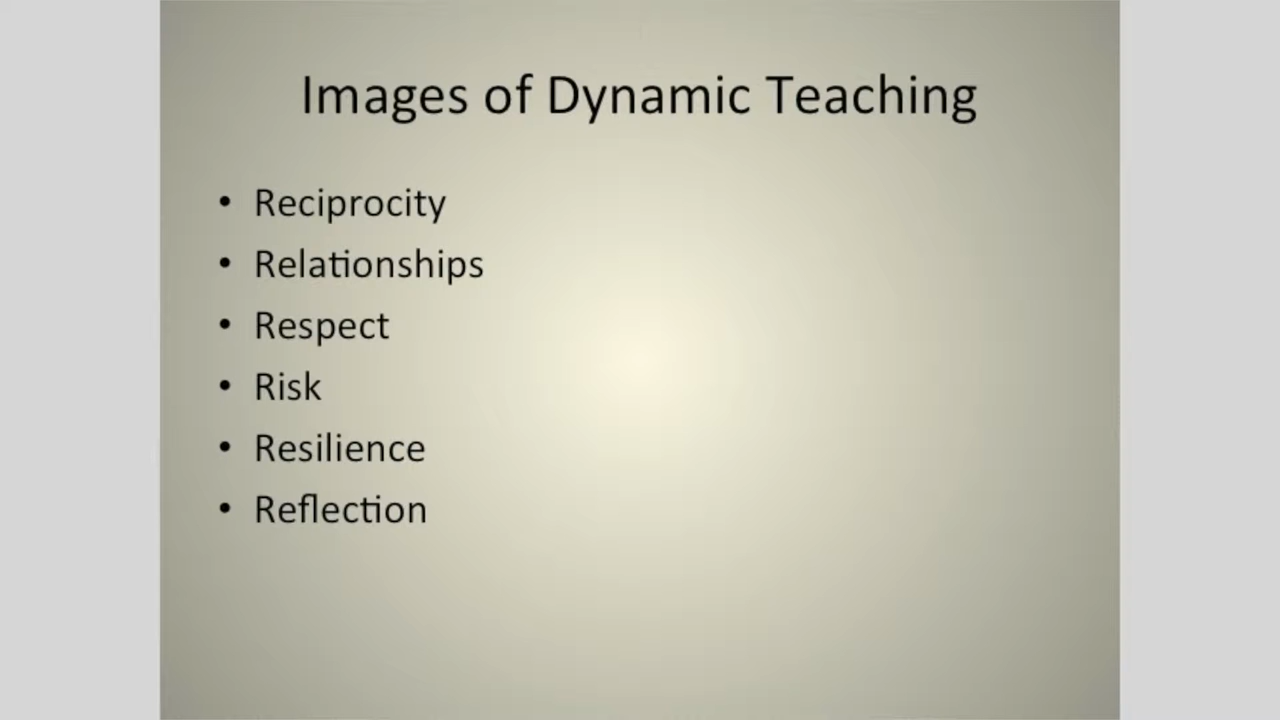 Images of Dynamic Teaching
• Reciprocity
• Relationships
• Respect
• Risk
• Resilience
• Reflection